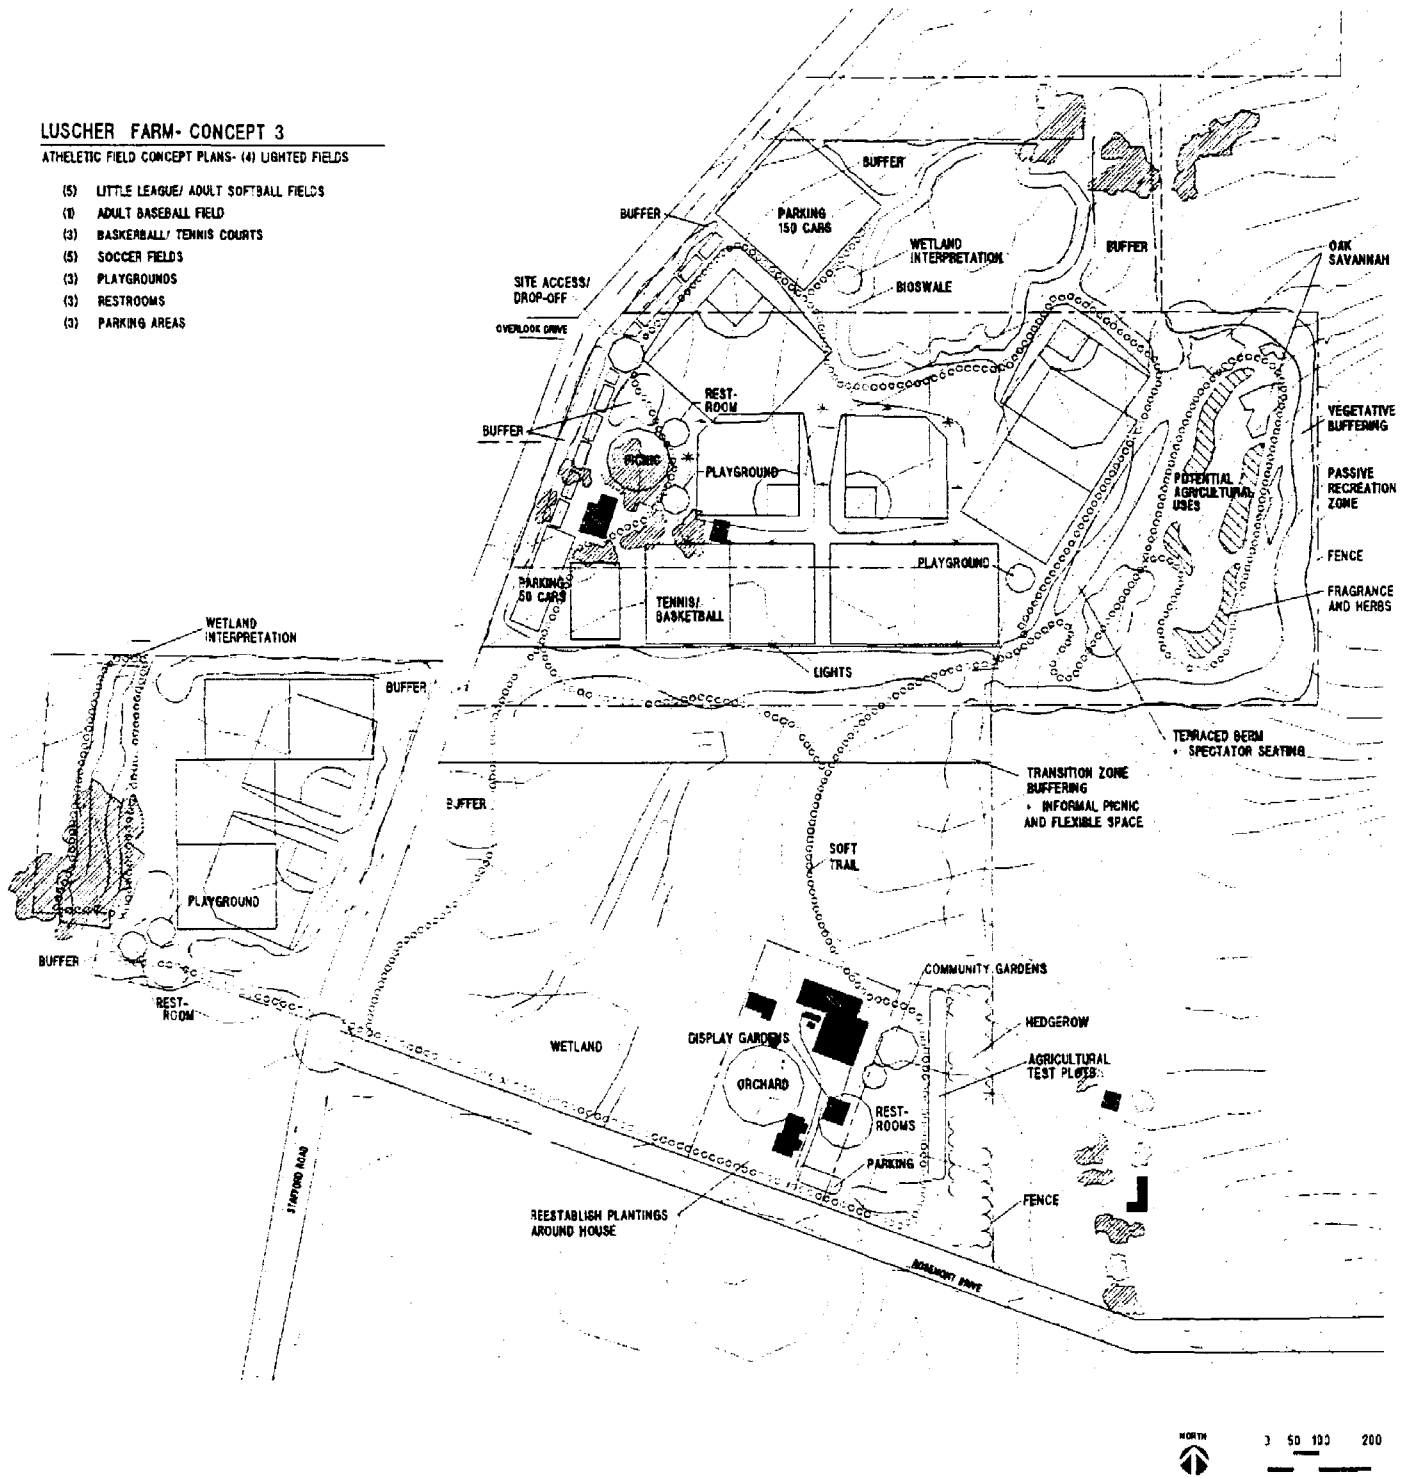 LUSCHER FARM- CONCEPT 3
ATHELETIC FIELD CONCEPT PLANS- (4) LIGHTED FIELDS
(5) LITTLE LEAGUE/ ADULT SOFTBALL FIELDS
(1) ADULT BASEBALL FIELD
(3) BASKERBALL/ TENNIS COURTS
(5) SOCCER FIELDS
(3) PLAYGROUNDS
(3) RESTROOMS
(3) PARKING AREAS
BUFFER
BUFFER
PARKING
150 CARS
WETLAND
INTERPRETATION
BUFFER
OAK
SAVANNAH
SITE ACCESS/
DROP-OFF
BIOSWALE
OVERLOOK DRIVE
REST-
ROOM
BUFFER
VEGETATIVE
BUFFERING
PICNIC
PLAYGROUND
POTENTIAL
AGRICULTURAL
USES
PASSIVE
RECREATION
ZONE
PLAYGROUND
FENCE
PARKING
50 CARS
TENNIS/
BASKETBALL
FRAGRANCE
AND HERBS
WETLAND
INTERPRETATION
LIGHTS
BUFFER
TERRACED BERM
+ SPECTATOR SEATING
TRANSITION ZONE
BUFFERING
+ INFORMAL PICNIC
AND FLEXIBLE SPACE
BUFFER
SOFT
TRAIL
PLAYGROUND
BUFFER
REST-
ROOM
COMMUNITY GARDENS
HEDGEROW
DISPLAY GARDENS
WETLAND
AGRICULTURAL
TEST PLOTS
ORCHARD
REST-
ROOMS
PARKING
STAFFORD ROAD
FENCE
REESTABLISH PLANTINGS
AROUND HOUSE
ROSEMONT DRIVE
NORTH
0 50 100 200